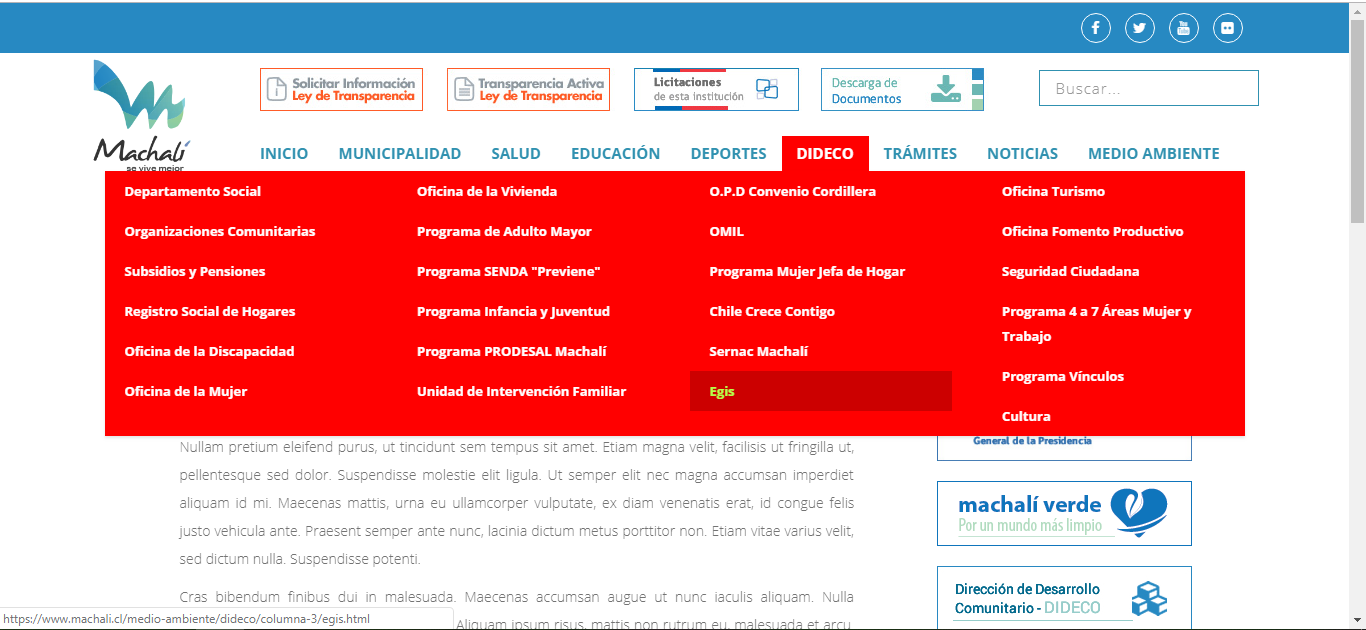 Solicitar Información
Ley de Transparencia
Transparencia Activa
Ley de Transparencia
Licitaciones
de esta institución
Descarga de
Documentos
Buscar...
Machalí
se vive mejor
INICIO
MUNICIPALIDAD
SALUD
EDUCACIÓN
DEPORTES
DIDECO
TRÁMITES
NOTICIAS
MEDIO AMBIENTE
Departamento Social
Organizaciones Comunitarias
Subsidios y Pensiones
Registro Social de Hogares
Oficina de la Discapacidad
Oficina de la Mujer
Oficina de la Vivienda
Programa de Adulto Mayor
Programa SENDA "Previene"
Programa Infancia y Juventud
Programa PRODESAL Machalí
Unidad de Intervención Familiar
O.P.D Convenio Cordillera
OMIL
Programa Mujer Jefa de Hogar
Chile Crece Contigo
Sernac Machalí
Egis
Oficina Turismo
Oficina Fomento Productivo
Seguridad Ciudadana
Programa 4 a 7 Áreas Mujer y
Trabajo
Programa Vínculos
Cultura
Nullam pretium eleifend purus, ut tincidunt sem tempus sit amet. Etiam magna velit, facilisis ut fringilla ut,
pellentesque sed dolor. Suspendisse molestie elit ligula. Ut semper elit nec magna accumsan imperdiet
aliquam id mi. Maecenas mattis, urna eu ullamcorper vulputate, ex diam venenatis erat, id congue felis
justo vehicula ante. Praesent semper ante nunc, lacinia dictum metus porttitor non. Etiam vitae varius velit,
sed dictum nulla. Suspendisse potenti.
Cras bibendum finibus dui in malesuada. Maecenas accumsan augue ut nunc iaculis aliquam. Nulla
Aliquam ipsum risus, mattis non rutrum eu, malesuada et arcu.
General de la Presidencia
machalí verde
Por un mundo más limpio
Dirección de Desarrollo
Comunitario - DIDECO
https://www.machali.cl/medio-ambiente/dideco/columna-3/egis.html